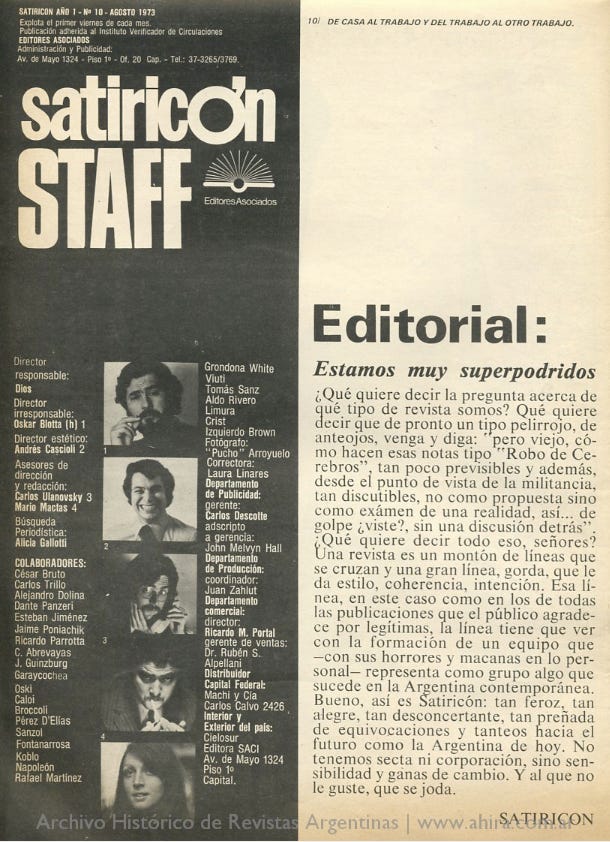 SATIRICON AÑO 1 - Nº 10 - AGOSTO 1973
Explota el primer viernes de cada mes.
Publicación adherida al Instituto Verificador de Circulaciones
EDITORES ASOCIADOS
Administración y Publicidad:
Av. de Mayo 1324 - Piso 1º - Of. 20 Cap. - Tel.: 37-3265/3769.
satiricón
STAFF
Editores Asociados
Director
responsable:
Dios
Director
irresponsable:
Oskar Blotta (h) 1
Director estético:
Andrés Cascioli 2
Asesores de
dirección
y redacción:
Carlos Ulanovsky 3
Mario Mactas 4
Búsqueda
Periodística:
Alicia Gallotti
COLABORADORES:
César Bruto
Carlos Trillo
Alejandro Dolina
Dante Panzeri
Esteban Jiménez
Jaime Poniachik
Ricardo Parrotta
C. Abrevayas
J. Guinzburg
Garaycochea
Oski
Caloi
Broccoli
Pérez D'Elías
Sanzol
Fontanarrosa
Koblo
Napoleón
Rafael Martínez
1
2
3
4
Grondona White
Viuti
Tomás Sanz
Aldo Rivero
Limura
Crist
Izquierdo Brown
Fotógrafo:
"Pucho" Arroyuelo
Correctora:
Laura Linares
Departamento
de Publicidad:
gerente:
Carlos Descotte
adscripto
a gerencia:
John Melvyn Hall
Departamento
de Producción:
coordinador:
Juan Zahlut
Departamento
comercial:
director:
Ricardo M. Portal
gerente de ventas:
Dr. Rubén S.
Alpellani
Distribuidor
Capital Federal:
Machi y Cía
Carlos Calvo 2426
Interior y
Exterior del país:
Cielosur
Editora SACI
Av. de Mayo 1324
Piso 1º
Capital.
10/ DE CASA AL TRABAJO Y DEL TRABAJO AL OTRO TRABAJO.
Editorial:
Estamos muy superpodridos
¿Qué quiere decir la pregunta acerca de
qué tipo de revista somos? Qué quiere
decir que de pronto un tipo pelirrojo, de
anteojos, venga y diga: "pero viejo, có-
mo hacen esas notas tipo "Robo de Ce-
rebros", tan poco previsibles y además,
desde el punto de vista de la militancia,
tan discutibles, no como propuesta sino
como exámen de una realidad, así... de
golpe ¿viste?, sin una discusión detrás".
¿Qué quiere decir todo eso, señores?
Una revista es un montón de líneas que
se cruzan y una gran línea, gorda, que le
da estilo, coherencia, intención. Esa lí-
nea, en este caso como en los de todas
las publicaciones que el público agrade-
ce por legítimas, la línea tiene que ver
con la formación de un equipo que
—con sus horrores y macanas en lo per-
sonal— representa como grupo algo que
sucede en la Argentina contemporánea.
Bueno, así es Satiricón: tan feroz, tan
alegre, tan desconcertante, tan preñada
de equivocaciones y tanteos hacia el
futuro como la Argentina de hoy. No
tenemos secta ni corporación, sino sen-
sibilidad y ganas de cambio. Y al que no
le guste, que se joda.
SATIRICON
Archivo Histórico de Revistas Argentinas | www.ahira.com.ar